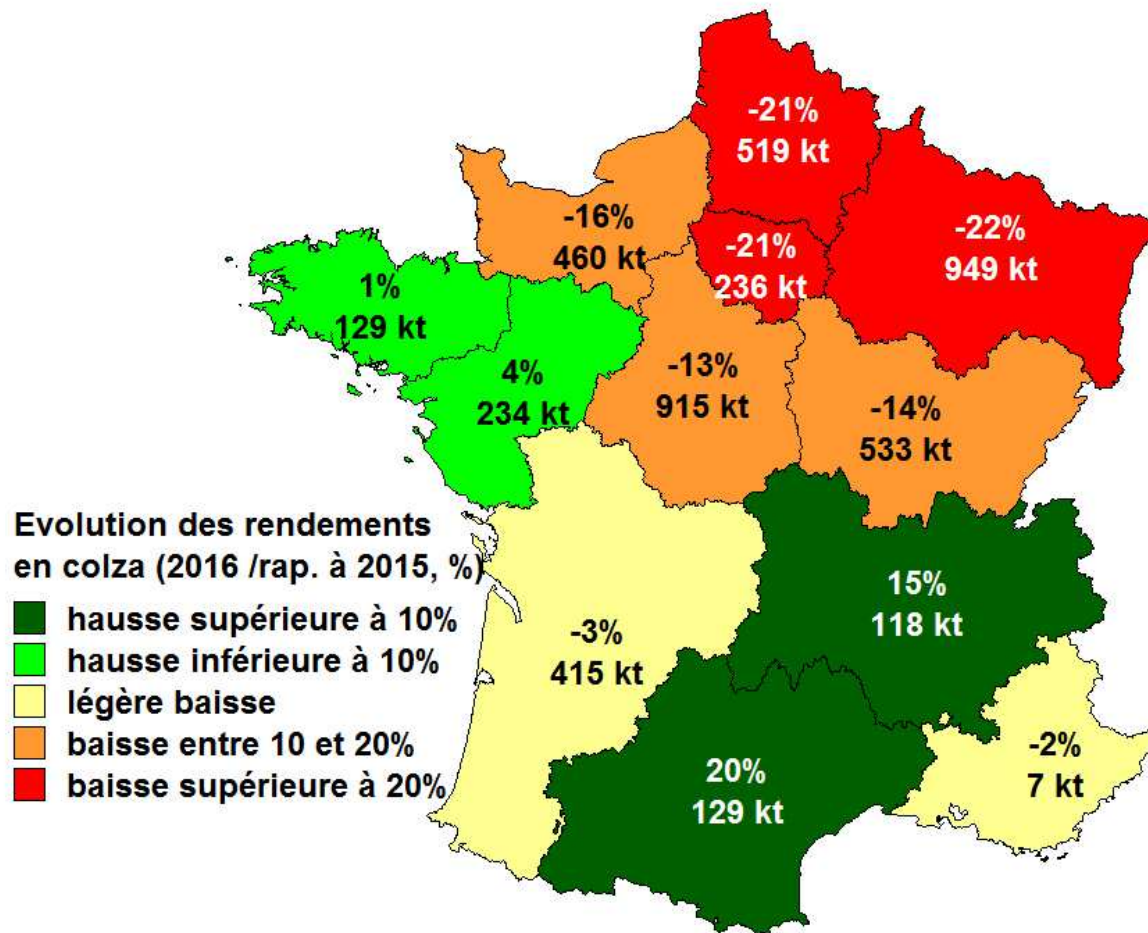 -21%
519 kt
-22%
949 kt
-16%
460 kt
-21%
236 kt
1%
129 kt
4%
234 kt
-13%
915 kt
-14%
533 kt
Evolution des rendements
en colza (2016 /rap. à 2015, %)
hausse supérieure à 10%
hausse inférieure à 10%
légère baisse
baisse entre 10 et 20%
baisse supérieure à 20%
15%
118 kt
-3%
415 kt
-2%
7 kt
20%
129 kt